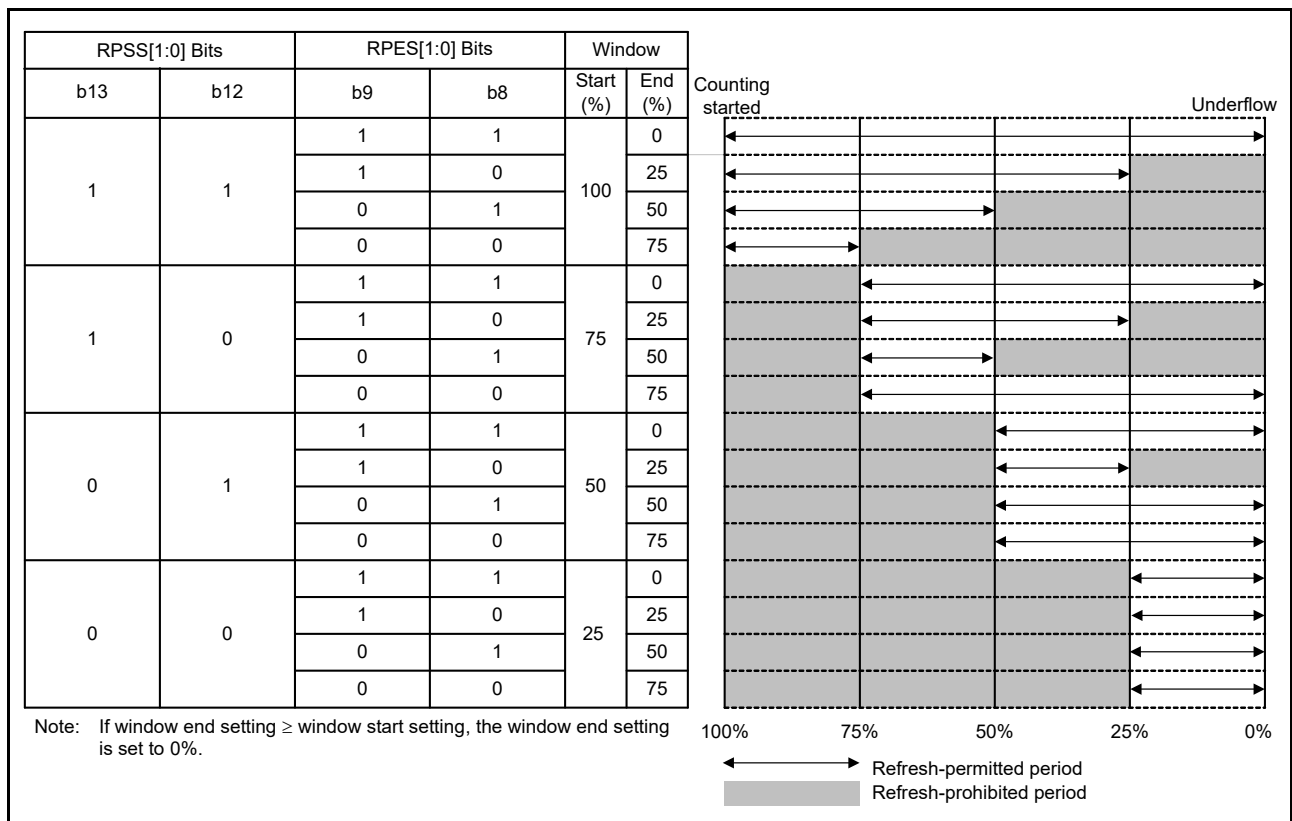 RPSS[1:0] Bits RPES[1:0] Bits Window
b13 b12 b9 b8 Start (%) End (%)
Counting started Underflow
1 1 1 1 100 0
1 0 25
0 1 50
0 0 75
1 0 1 1 75 0
1 0 25
0 1 50
0 0 75
0 1 1 1 50 0
1 0 25
0 1 50
0 0 75
0 0 1 1 25 0
1 0 25
0 1 50
0 0 75
Note: If window end setting ≥ window start setting, the window end setting
is set to 0%.
100% 75% 50% 25% 0%
Refresh-permitted period
Refresh-prohibited period